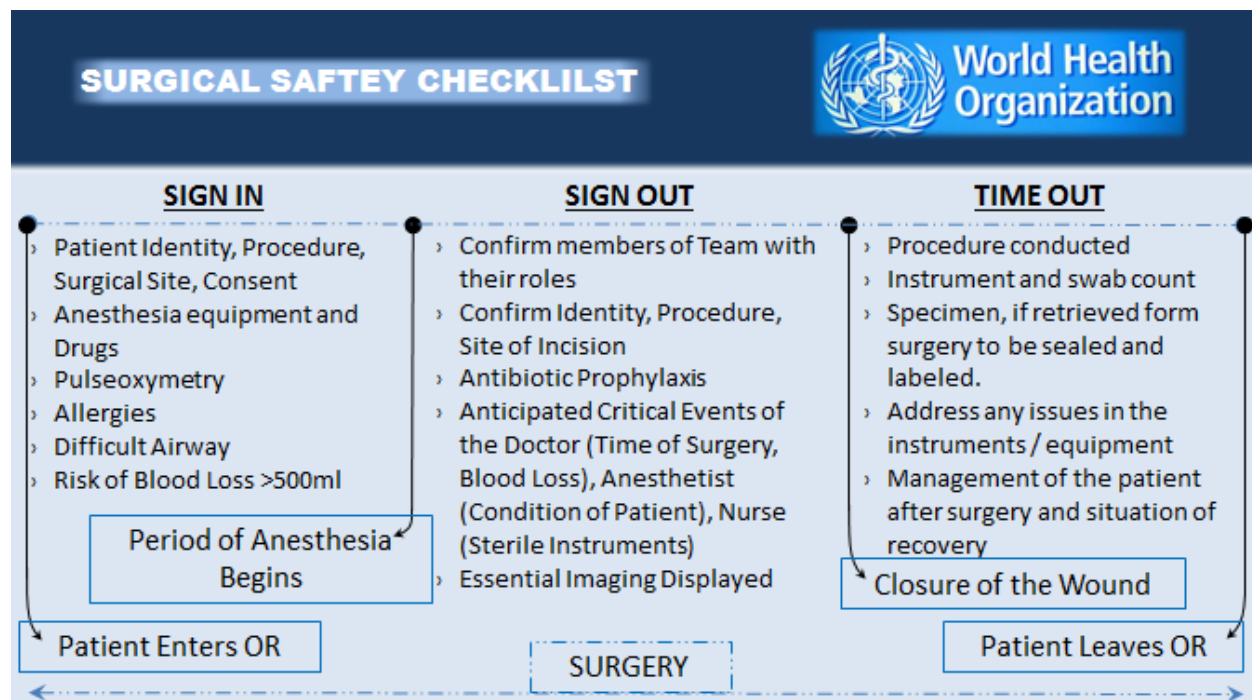 SURGICAL SAFTEY CHECKLILST
World Health
Organization
SIGN IN
› Patient Identity, Procedure,
Surgical Site, Consent
› Anesthesia equipment and
Drugs
› Pulseoxymetry
› Allergies
› Difficult Airway
› Risk of Blood Loss >500ml
Period of Anesthesia
Begins
Patient Enters OR
SIGN OUT
› Confirm members of Team with
their roles
› Confirm Identity, Procedure,
Site of Incision
› Antibiotic Prophylaxis
› Anticipated Critical Events of
the Doctor (Time of Surgery,
Blood Loss), Anesthetist
(Condition of Patient), Nurse
(Sterile Instruments)
› Essential Imaging Displayed
SURGERY
TIME OUT
› Procedure conducted
› Instrument and swab count
› Specimen, if retrieved form
surgery to be sealed and
labeled.
› Address any issues in the
instruments / equipment
› Management of the patient
after surgery and situation of
recovery
Closure of the Wound
Patient Leaves OR